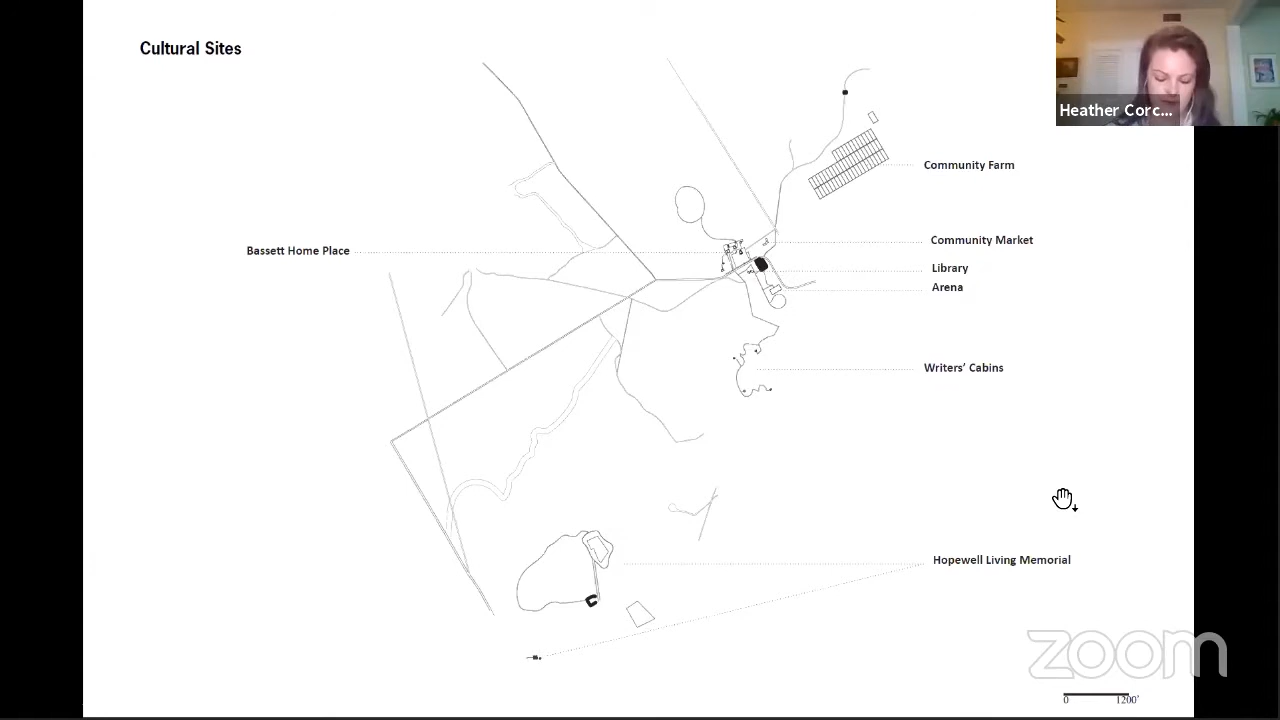 Cultural Sites
Heather Corc...
Community Farm
Community Market
Bassett Home Place
Library
Arena
Writers' Cabins
Hopewell Living Memorial
zoom
0 1200'